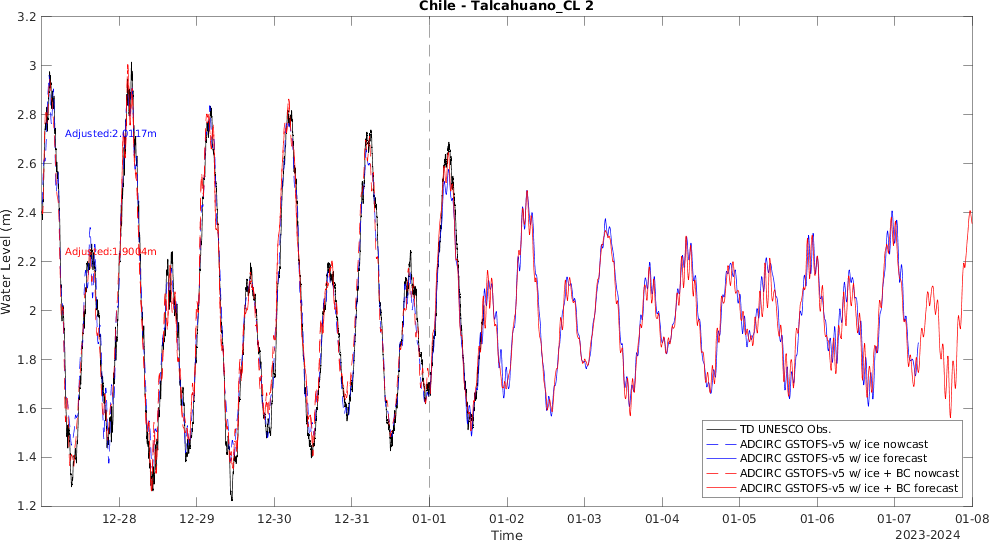 Chile - Talcahuano_CL 2
3.2
3
2.8
2.6
2.4
2.2
2
1.8
1.6
1.4
1.2
Water Level (m)
Adjusted:2.0117m
Adjusted:1.9004m
TD UNESCO Obs.
ADCIRC GSTOFS-v5 w/ ice nowcast
ADCIRC GSTOFS-v5 w/ ice forecast
ADCIRC GSTOFS-v5 w/ ice + BC nowcast
ADCIRC GSTOFS-v5 w/ ice + BC forecast
12-28 12-29 12-30 12-31 01-01 01-02 01-03 01-04 01-05 01-06 01-07 01-08
Time
2023-2024